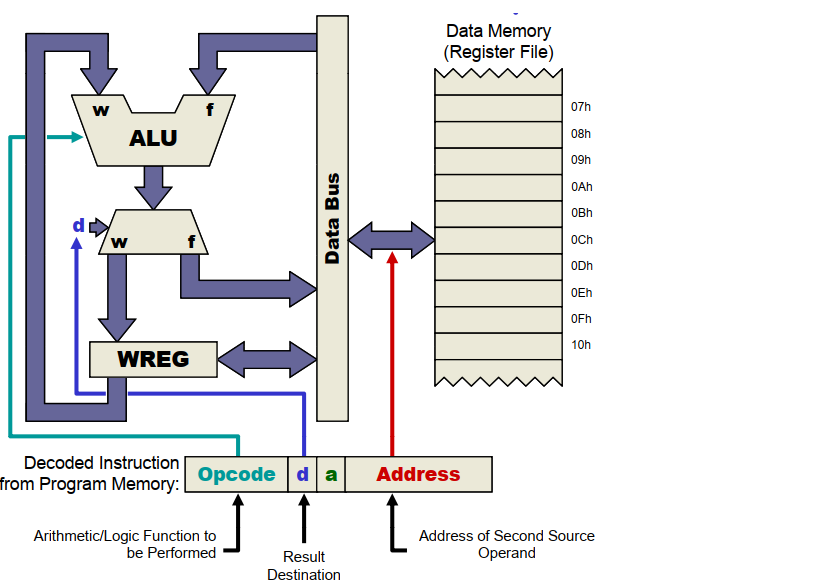 Data Memory
(Register File)
w
f
ALU
07h
08h
09h
0Ah
0Bh
0Ch
0Dh
0Eh
0Fh
10h
Data Bus
d
w
f
WREG
Decoded Instruction
from Program Memory:
Opcode
d
a
Address
Arithmetic/Logic Function to
be Performed
Result
Destination
Address of Second Source
Operand